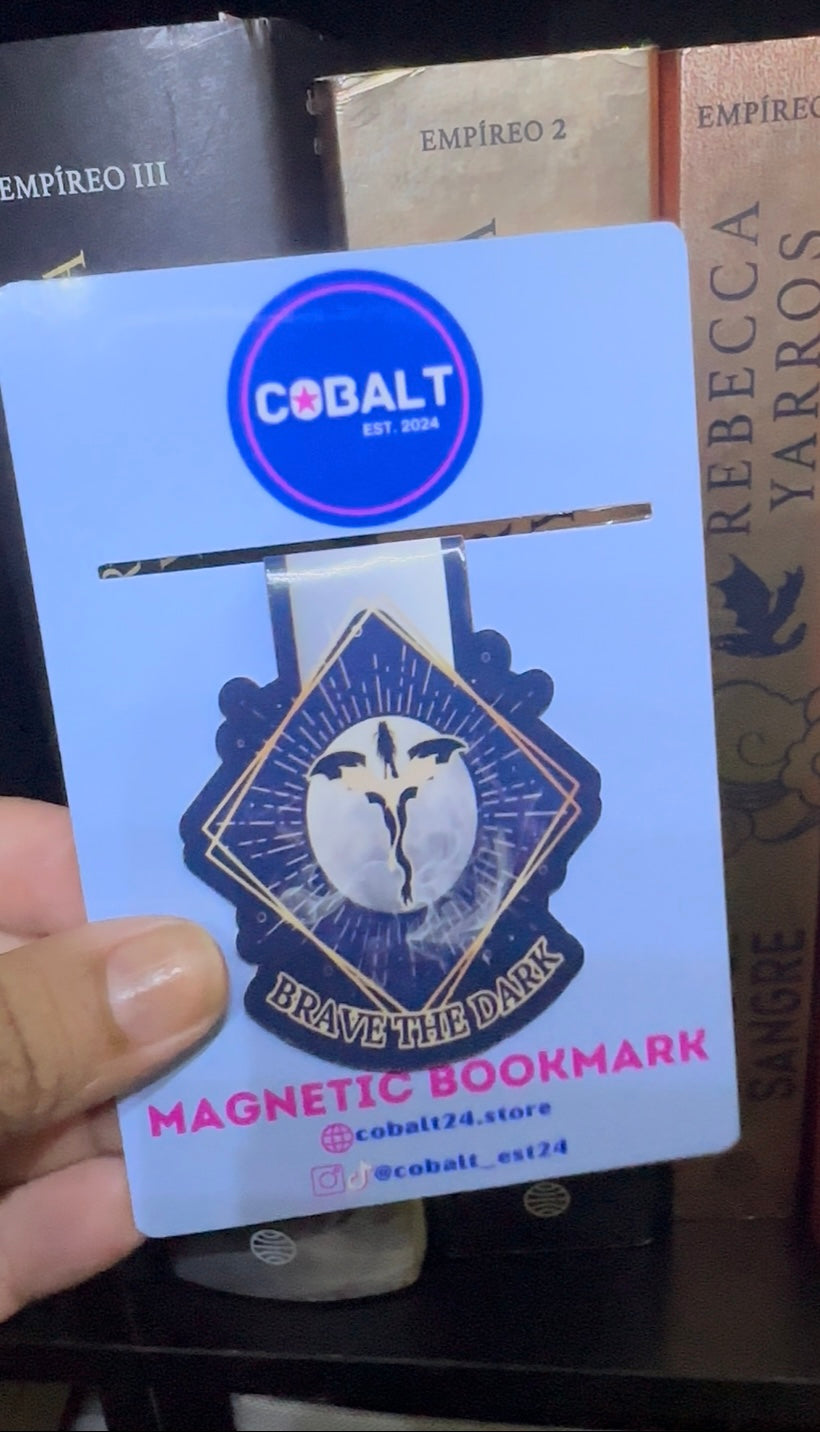 EMPÍREO III
EMPÍREO 2
EMPÍREO
REBECCA
YARROS
SANGRE
COBALT
EST. 2024
BRAVE THE DARK
MAGNETIC BOOKMARK
cobalt24.store
@cobalt_est24